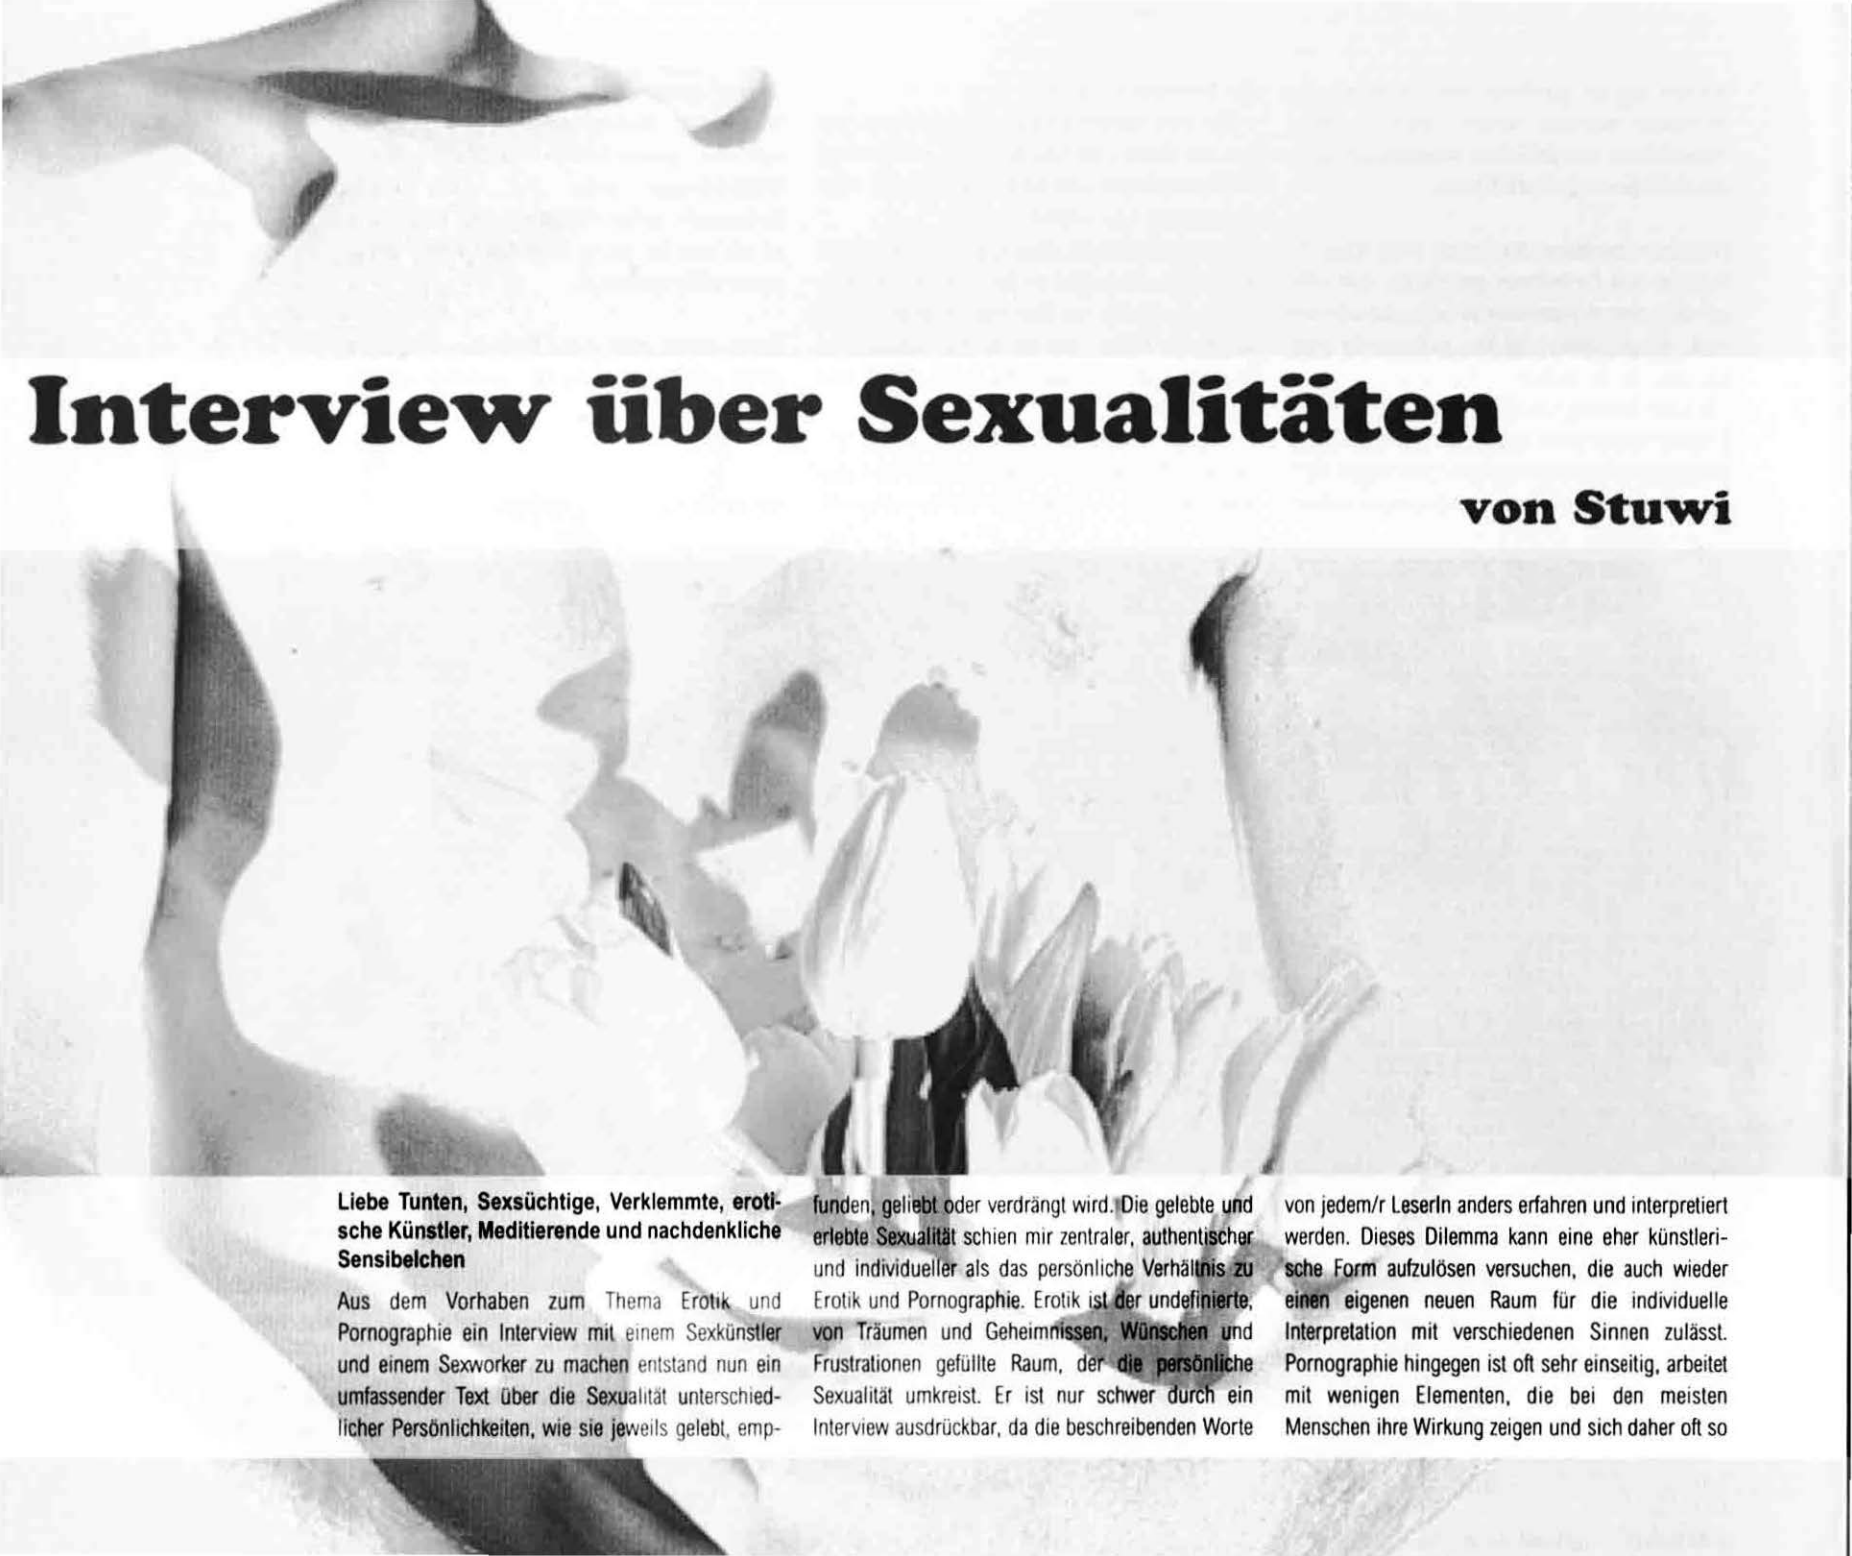 Interview über Sexualitäten
von Stuwi
Liebe Tunten, Sexsüchtige, Verklemmte, eroti-
sche Künstler, Meditierende und nachdenkliche
Sensibelchen
Aus dem Vorhaben zum Thema Erotik und
Pornographie ein Interview mit einem Sexkünstler
und einem Sexworker zu machen entstand nun ein
umfassender Text über die Sexualität unterschied-
licher Persönlichkeiten, wie sie jeweils gelebt, emp-
funden, geliebt oder verdrängt wird. Die gelebte und
erlebte Sexualität schien mir zentraler, authentischer
und individueller als das persönliche Verhältnis zu
Erotik und Pornographie. Erotik ist der undefinierte,
von Träumen und Geheimnissen, Wünschen und
Frustrationen gefüllte Raum, der die persönliche
Sexualität umkreist. Er ist nur schwer durch ein
Interview ausdrückbar, da die beschreibenden Worte
von jedem/r LeserIn anders erfahren und interpretiert
werden. Dieses Dilemma kann eine eher künstleri-
sche Form aufzulösen versuchen, die auch wieder
einen eigenen neuen Raum für die individuelle
Interpretation mit verschiedenen Sinnen zulässt.
Pornographie hingegen ist oft sehr einseitig, arbeitet
mit wenigen Elementen, die bei den meisten
Menschen ihre Wirkung zeigen und sich daher oft so